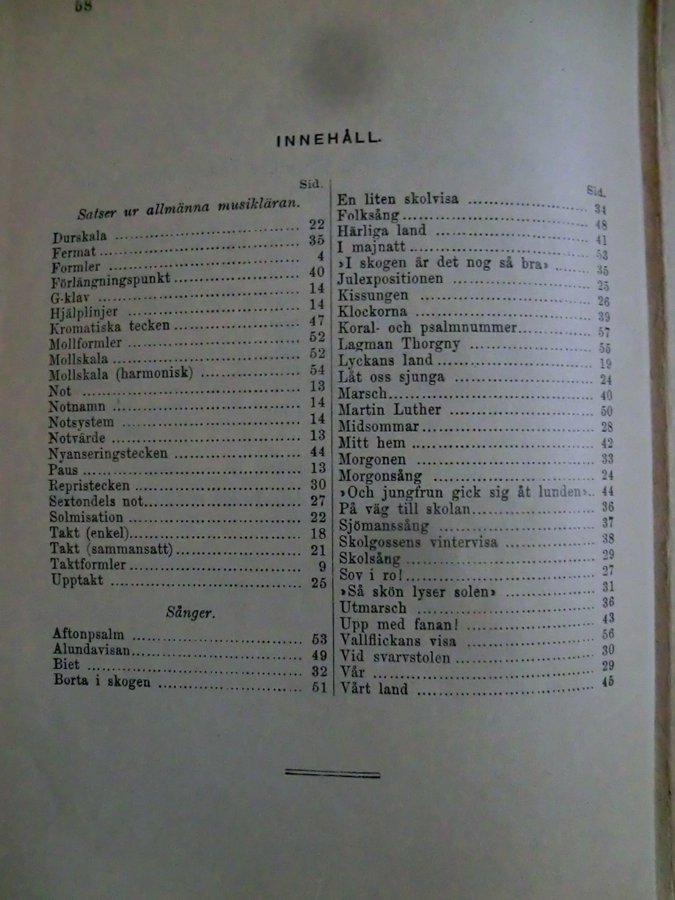 58
INNEHÅLL.
Sid.
Satser ur allmänna musikläran.
Durskala ........ 22
Fermat ........ 35
Formler ........ 4
Förlängningspunkt ........ 40
G-klav ........ 14
Hjälplinjer ........ 14
Kromatiska tecken ........ 47
Mollformler ........ 52
Mollskala ........ 52
Mollskala (harmonisk) ........ 54
Not ........ 13
Notnamn ........ 14
Notsystem ........ 14
Notvärde ........ 13
Nyanseringstecken ........ 44
Paus ........ 13
Repristecken ........ 30
Sextondels not ........ 27
Solmisation ........ 22
Takt (enkel) ........ 18
Takt (sammansatt) ........ 21
Taktformler ........ 9
Upptakt ........ 25
Sånger.
Aftonpsalm ........ 53
Alundavisan ........ 49
Biet ........ 32
Borta i skogen ........ 51
Sid.
En liten skolvisa ........ 34
Folksång ........ 48
Härliga land ........ 41
I majnatt ........ 53
»I skogen är det nog så bra» ........ 35
Julexpositionen ........ 25
Kissungen ........ 26
Klockorna ........ 39
Koral- och psalmnummer ........ 57
Lagman Thorgny ........ 55
Lyckans land ........ 19
Låt oss sjunga ........ 24
Marsch ........ 40
Martin Luther ........ 50
Midsommar ........ 28
Mitt hem ........ 42
Morgonen ........ 33
Morgonsång ........ 24
»Och jungfrun gick sig åt lunden» .. 44
På väg till skolan ........ 36
Sjömanssång ........ 37
Skolgossens vintervisa ........ 38
Skolsång ........ 29
Sov i ro! ........ 27
»Så skön lyser solen» ........ 31
Utmarsch ........ 36
Upp med fanan! ........ 43
Vallflickans visa ........ 56
Vid svarvstolen ........ 30
Vår ........ 29
Vårt land ........ 45